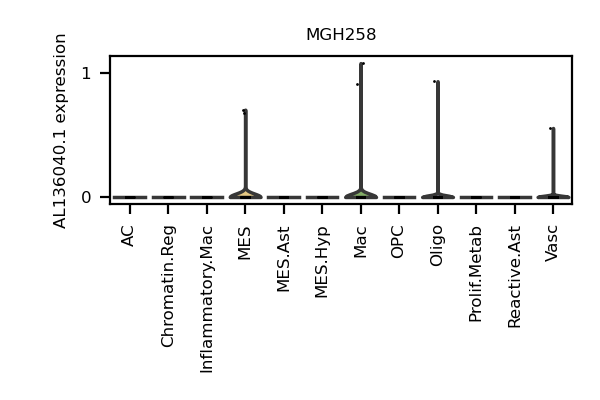 MGH258
AL136040.1 expression
1
0
AC
Chromatin.Reg
Inflammatory.Mac
MES
MES.Ast
MES.Hyp
Mac
OPC
Oligo
Prolif.Metab
Reactive.Ast
Vasc